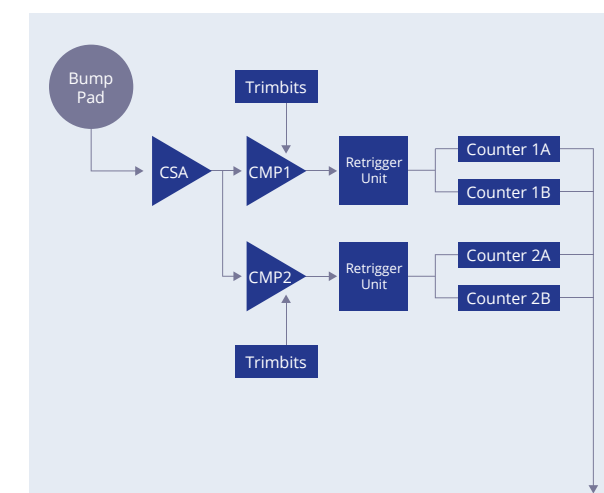 Bump
Pad
Trimbits
CSA
CMP1
Retrigger
Unit
Counter 1A
Counter 1B
CMP2
Retrigger
Unit
Counter 2A
Counter 2B
Trimbits